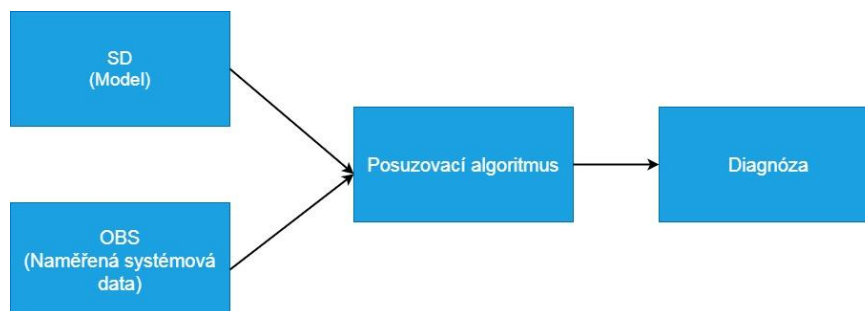 SD
(Model)
OBS
(Naměřená systémová
data)
Posuzovací algoritmus
Diagnóza